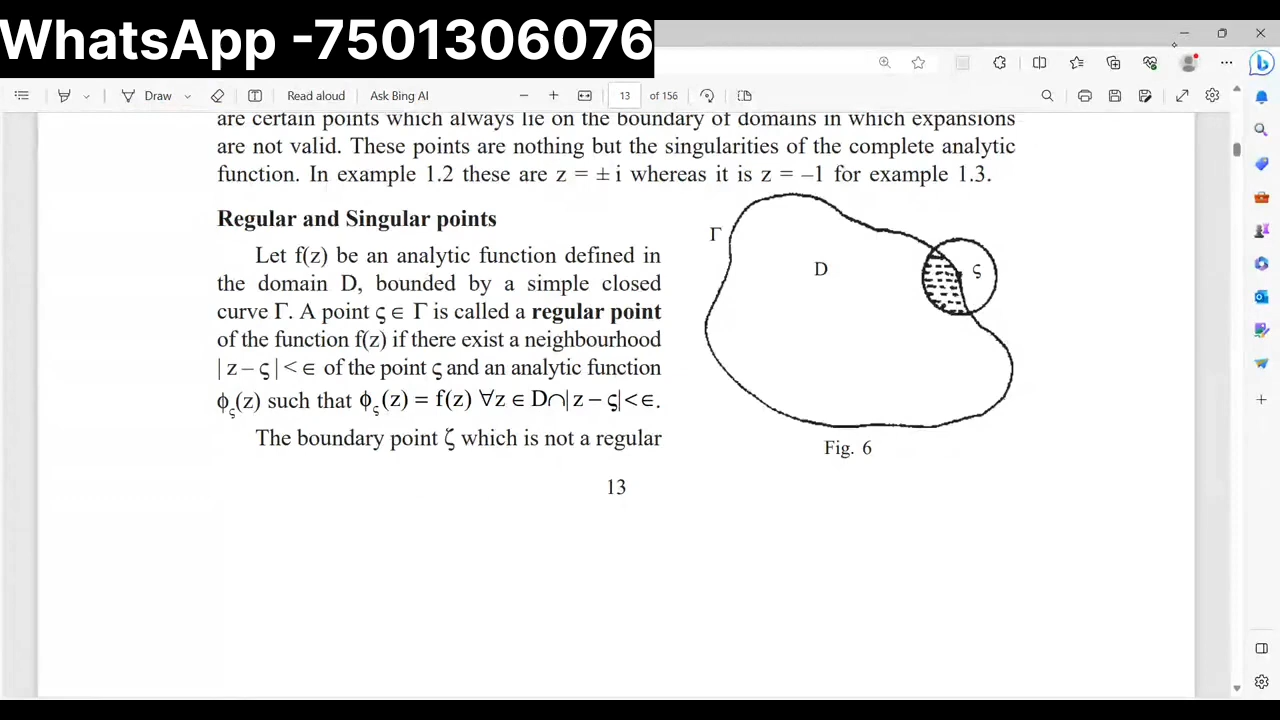 WhatsApp -7501306076
Draw
Read aloud
Ask Bing AI
13
of 156
are certain points which always lie on the boundary of domains in which expansions
are not valid. These points are nothing but the singularities of the complete analytic
function. In example 1.2 these are z = ± i whereas it is z = –1 for example 1.3.
Regular and Singular points
Let f(z) be an analytic function defined in
the domain D, bounded by a simple closed
curve Γ. A point ς ∈ Γ is called a regular point
of the function f(z) if there exist a neighbourhood
| z – ς | < ∈ of the point ς and an analytic function
ϕς(z) such that ϕς(z) = f(z) ∀z ∈ D∩|z – ς|<∈.
The boundary point ζ which is not a regular
Γ
D
ς
Fig. 6
13